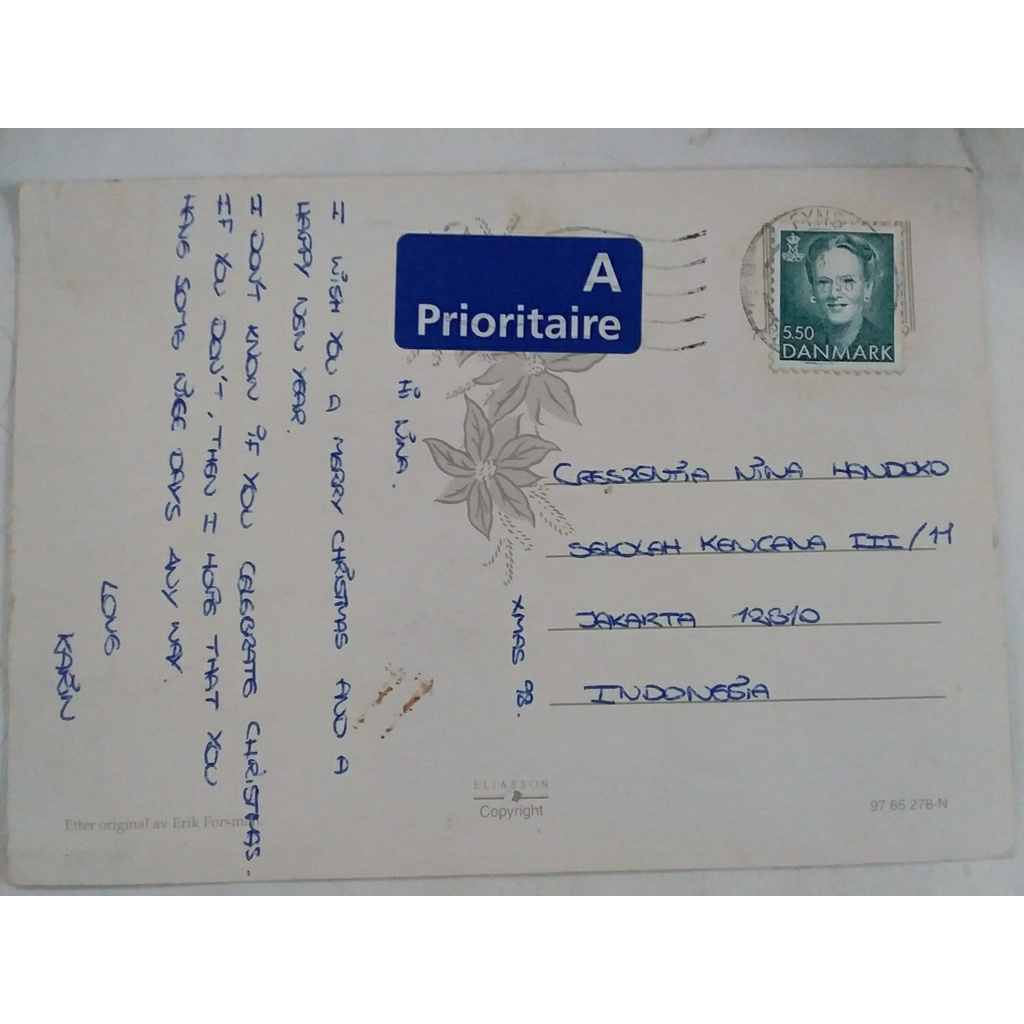 A
Prioritaire
5.50
DANMARK
XMAS 98.
Hi NiNA.
I WISH YOU A MERRY CHRiSTMAS AND A
HAPPY NEW YEAR.
I DON'T KNOW iF YOU CELEBRATE CHRiSTMAS.
IF YOU DON'T, THEN I HOPE THAT YOU
HAVE SOME NiCE DAYS ANY WAY.
LOVE
KARiN
CRESZENTiA NiNA HANDOKO
SEKOLAH KENCANA III/11
JAKARTA 12310
INDONESiA
ELIASSON
Copyright
Etter original av Erik Forsman
97 65 278-N